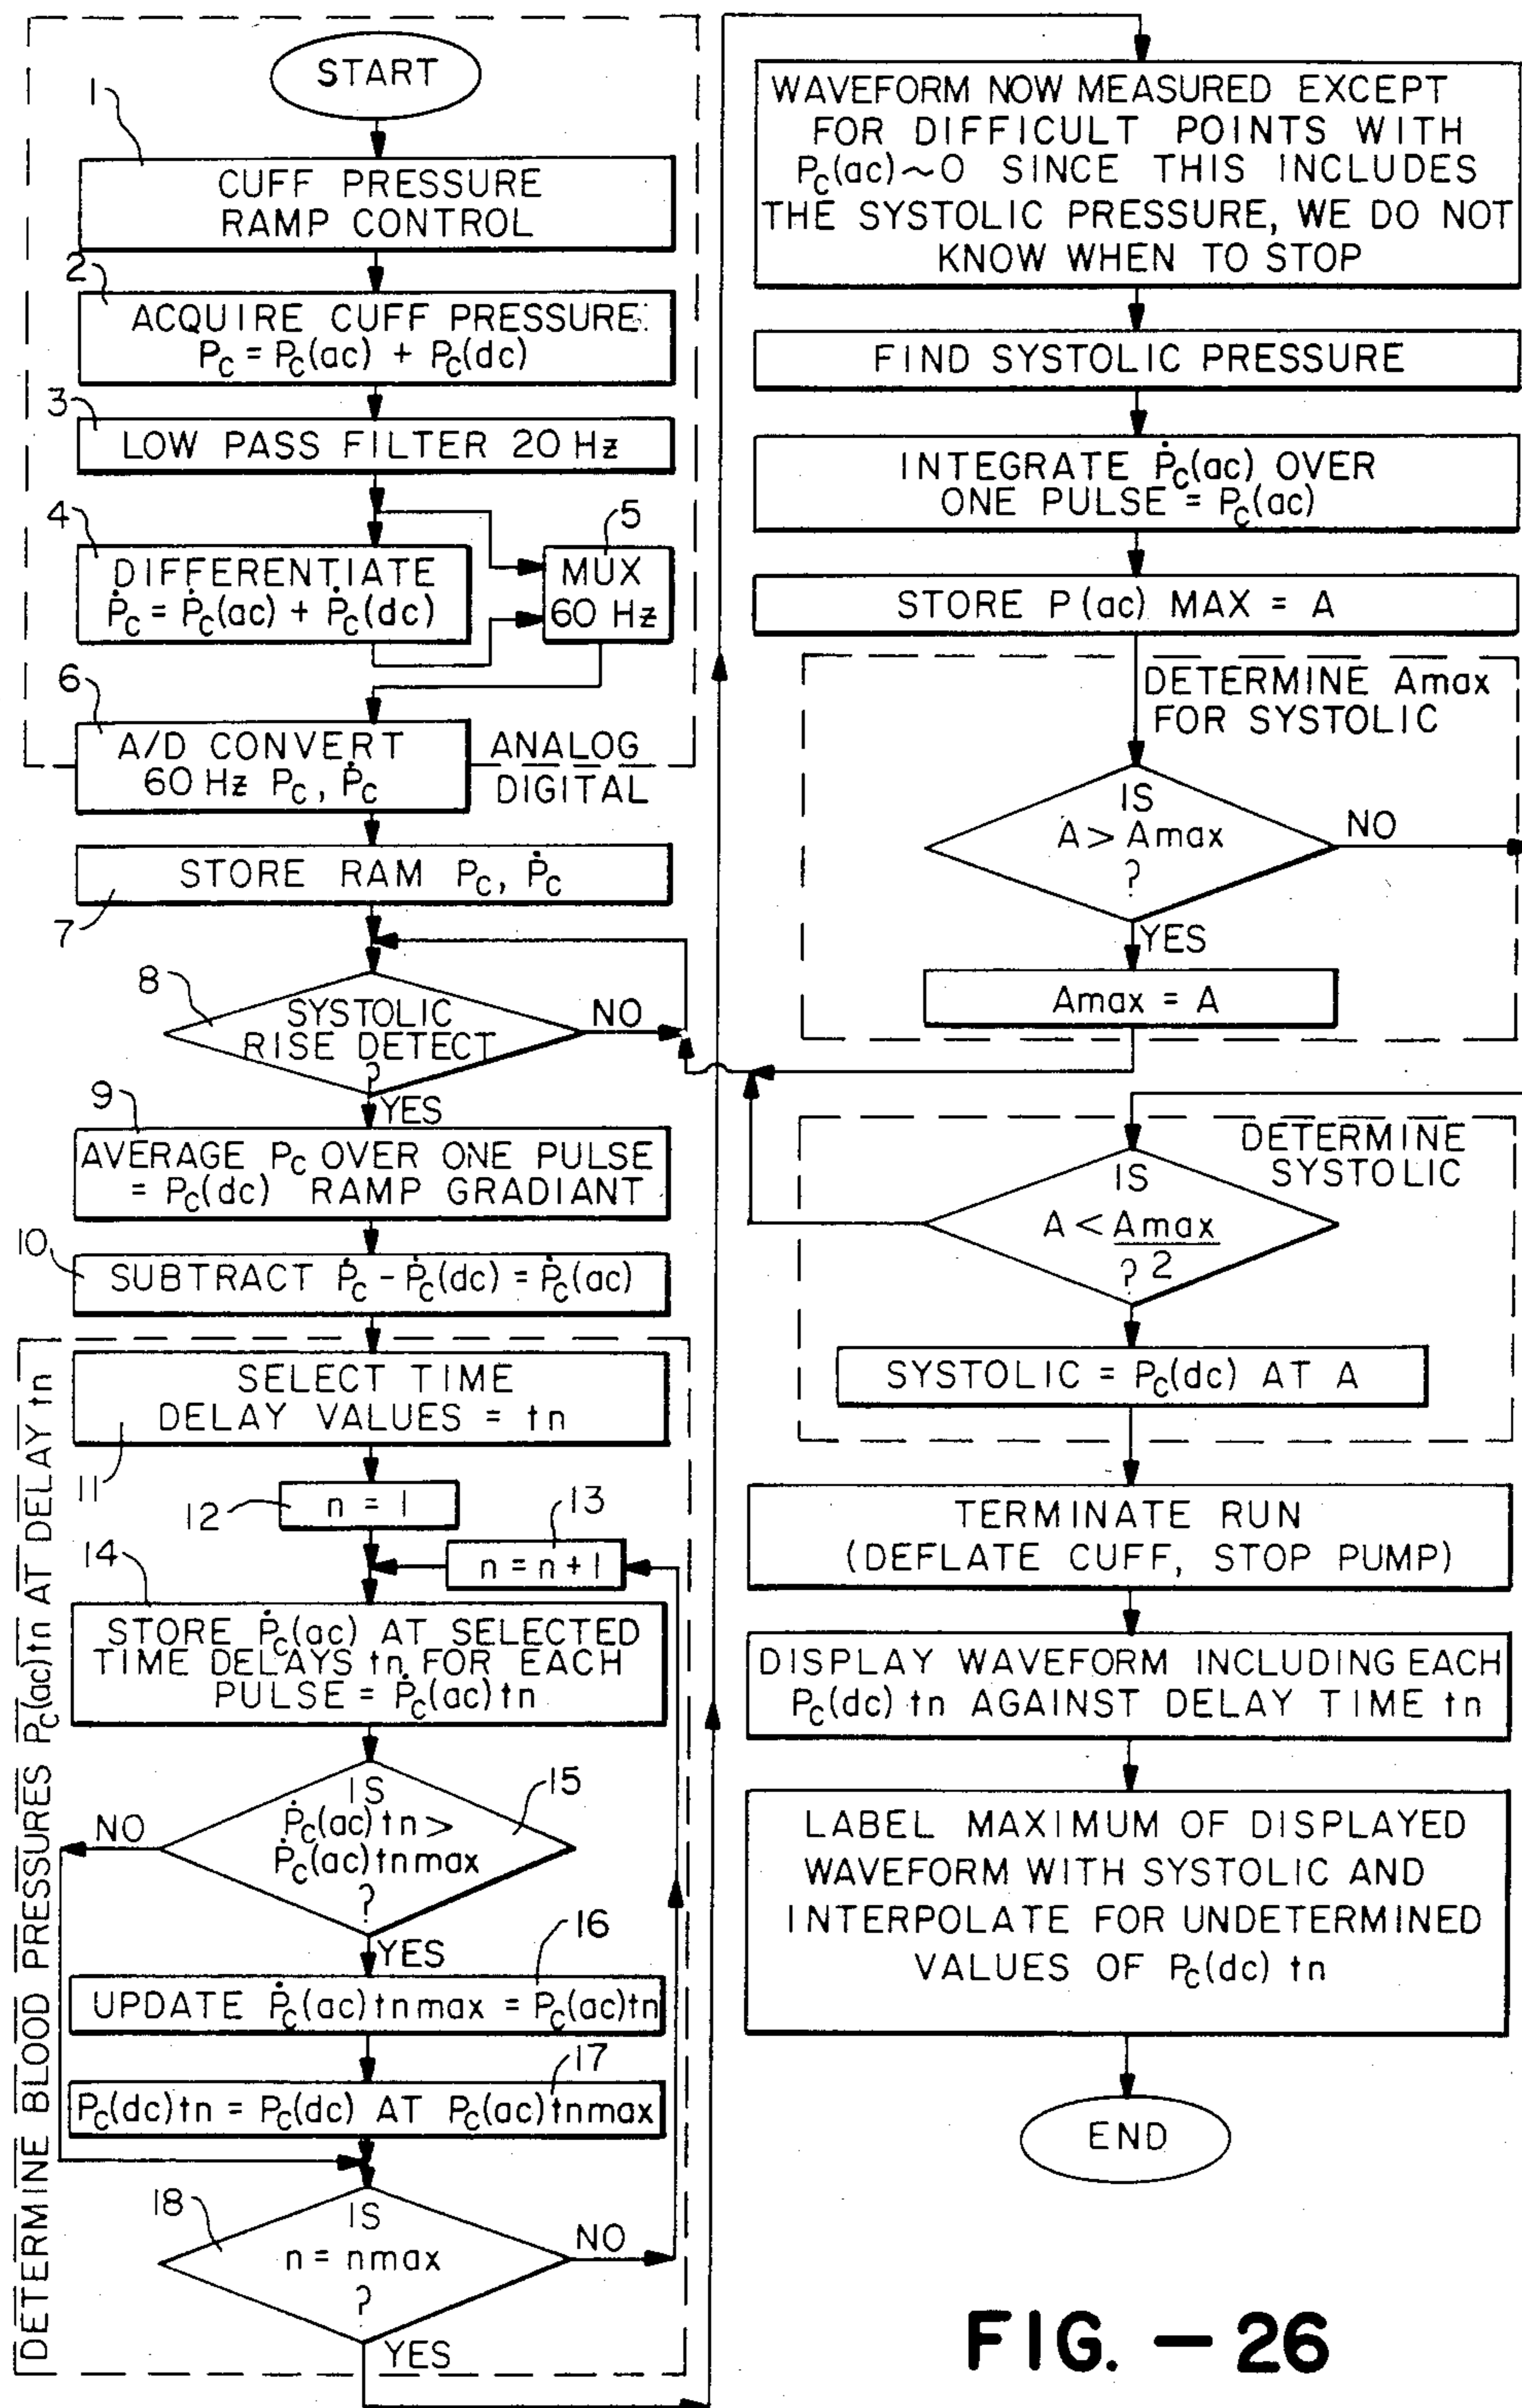 START
1
CUFF PRESSURE
RAMP CONTROL
2
ACQUIRE CUFF PRESSURE:
Pc = Pc(ac) + Pc(dc)
3
LOW PASS FILTER 20 Hz
4
DIFFERENTIATE
Ṗc = Ṗc(ac) + Ṗc(dc)
5
MUX
60 Hz
6
A/D CONVERT
60 Hz Pc, Ṗc
ANALOG
DIGITAL
STORE RAM Pc, Ṗc
7
8
SYSTOLIC
RISE DETECT
?
NO
YES
9
AVERAGE Pc OVER ONE PULSE
= Pc(dc) RAMP GRADIANT
10
SUBTRACT Ṗc - Ṗc(dc) = Ṗc(ac)
DETERMINE BLOOD PRESSURES Pc(ac)tn AT DELAY tn
SELECT TIME
DELAY VALUES = tn
11
12
n = 1
13
n = n + 1
14
STORE Ṗc(ac) AT SELECTED
TIME DELAYS tn FOR EACH
PULSE = Ṗc(ac)tn
15
IS
Ṗc(ac)tn >
Ṗc(ac)tnmax
?
NO
YES
16
UPDATE Ṗc(ac)tnmax = Pc(ac)tn
17
Pc(dc)tn = Pc(dc) AT Pc(ac)tnmax
18
IS
n = nmax
?
NO
YES
WAVEFORM NOW MEASURED EXCEPT
FOR DIFFICULT POINTS WITH
Pc(ac)~0 SINCE THIS INCLUDES
THE SYSTOLIC PRESSURE, WE DO NOT
KNOW WHEN TO STOP
FIND SYSTOLIC PRESSURE
INTEGRATE Ṗc(ac) OVER
ONE PULSE = Pc(ac)
STORE P(ac) MAX = A
DETERMINE Amax
FOR SYSTOLIC
IS
A > Amax
?
NO
YES
Amax = A
DETERMINE
SYSTOLIC
IS
A < Amax
? 2
SYSTOLIC = Pc(dc) AT A
TERMINATE RUN
(DEFLATE CUFF, STOP PUMP)
DISPLAY WAVEFORM INCLUDING EACH
Pc(dc) tn AGAINST DELAY TIME tn
LABEL MAXIMUM OF DISPLAYED
WAVEFORM WITH SYSTOLIC AND
INTERPOLATE FOR UNDETERMINED
VALUES OF Pc(dc) tn
END
FIG. — 26